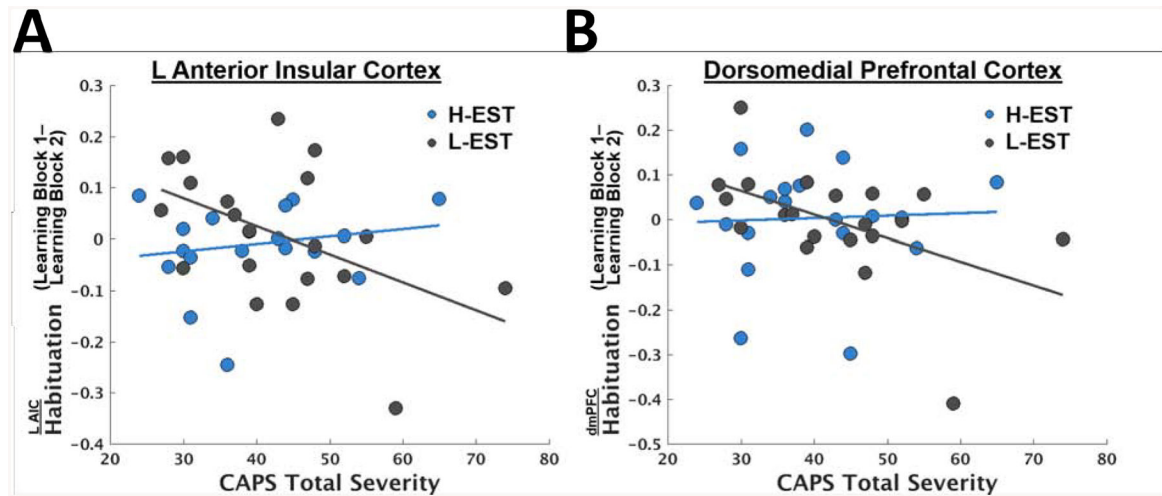 A
L Anterior Insular Cortex
H-EST
L-EST
0.3
0.2
0.1
0
−0.1
−0.2
−0.3
−0.4
L AIC
Habituation (Learning Block 1–
Learning Block 2)
20 30 40 50 60 70 80
CAPS Total Severity
B
Dorsomedial Prefrontal Cortex
H-EST
L-EST
0.3
0.2
0.1
0
−0.1
−0.2
−0.3
−0.4
−0.5
dmPFC
Habituation (Learning Block 1–
Learning Block 2)
20 30 40 50 60 70 80
CAPS Total Severity